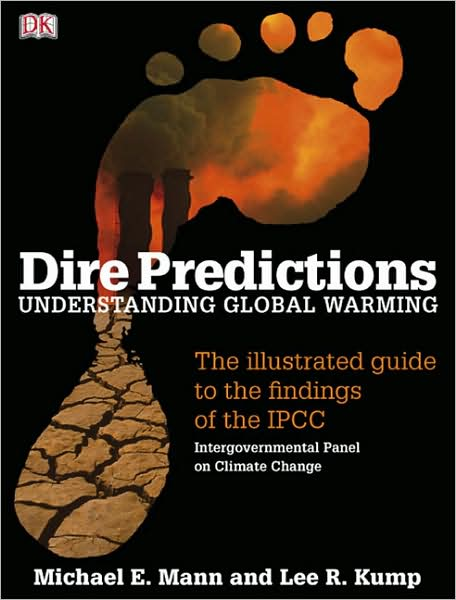 DK
Dire Predictions
UNDERSTANDING GLOBAL WARMING
The illustrated guide
to the findings
of the IPCC
Intergovernmental Panel
on Climate Change
Michael E. Mann and Lee R. Kump